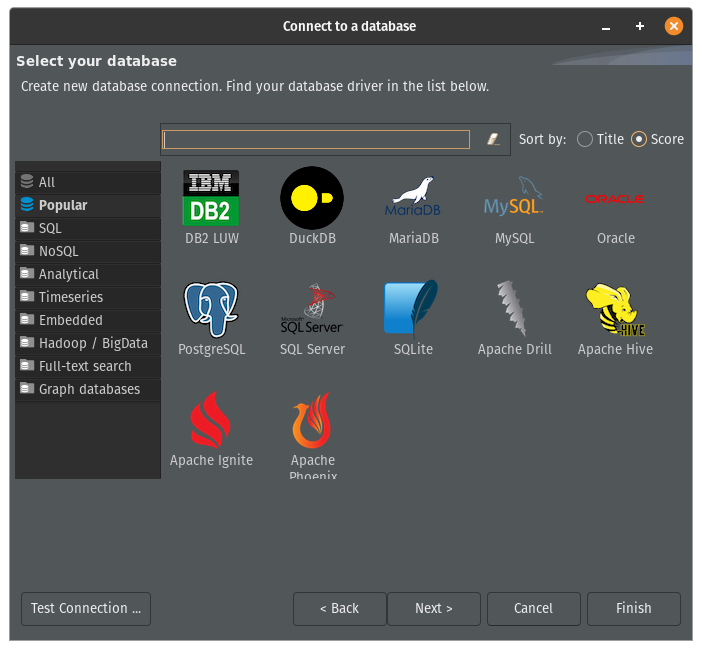 Connect to a database
Select your database
Create new database connection. Find your database driver in the list below.
Sort by: Title Score
All
Popular
SQL
NoSQL
Analytical
Timeseries
Embedded
Hadoop / BigData
Full-text search
Graph databases
IBM
DB2
DB2 LUW
DuckDB
MariaDB
MariaDB
MySQL
MySQL
ORACLE
Oracle
PostgreSQL
Microsoft
SQL Server
SQL Server
SQLite
Apache Drill
HIVE
Apache Hive
Apache Ignite
Apache
Phoenix
Test Connection ...
< Back
Next >
Cancel
Finish